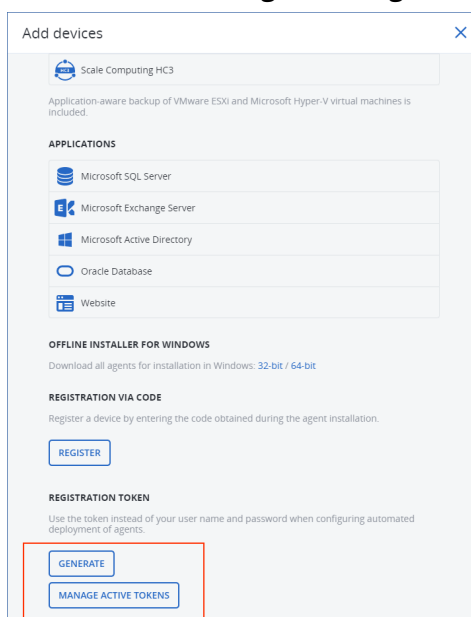 Add devices
HC3
Scale Computing HC3
Application-aware backup of VMware ESXi and Microsoft Hyper-V virtual machines is
included.
APPLICATIONS
Microsoft SQL Server
E
Microsoft Exchange Server
Microsoft Active Directory
Oracle Database
Website
OFFLINE INSTALLER FOR WINDOWS
Download all agents for installation in Windows: 32-bit / 64-bit
REGISTRATION VIA CODE
Register a device by entering the code obtained during the agent installation.
REGISTER
REGISTRATION TOKEN
Use the token instead of your user name and password when configuring automated
deployment of agents.
GENERATE
MANAGE ACTIVE TOKENS